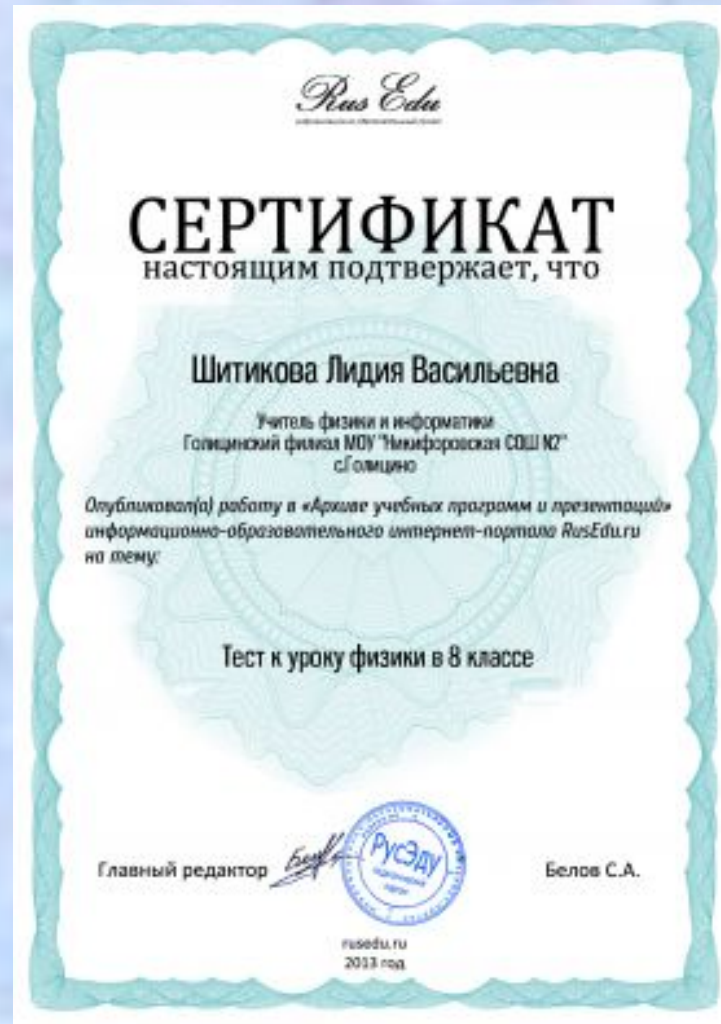 Rus Edu
СЕРТИФИКАТ
настоящим подтвержает, что
Шитикова Лидия Васильевна
Учитель физики и информатики
Голицинский филиал МОУ "Никифоровская СОШ N2"
с.Голицино
Опубликовал(а) работу в «Архиве учебных программ и презентаций»
информационно-образовательного интернет-портала RusEdu.ru
на тему:
Тест к уроку физики в 8 классе
Главный редактор
РусЭду
Белов С.А.
rusedu.ru
2013 год